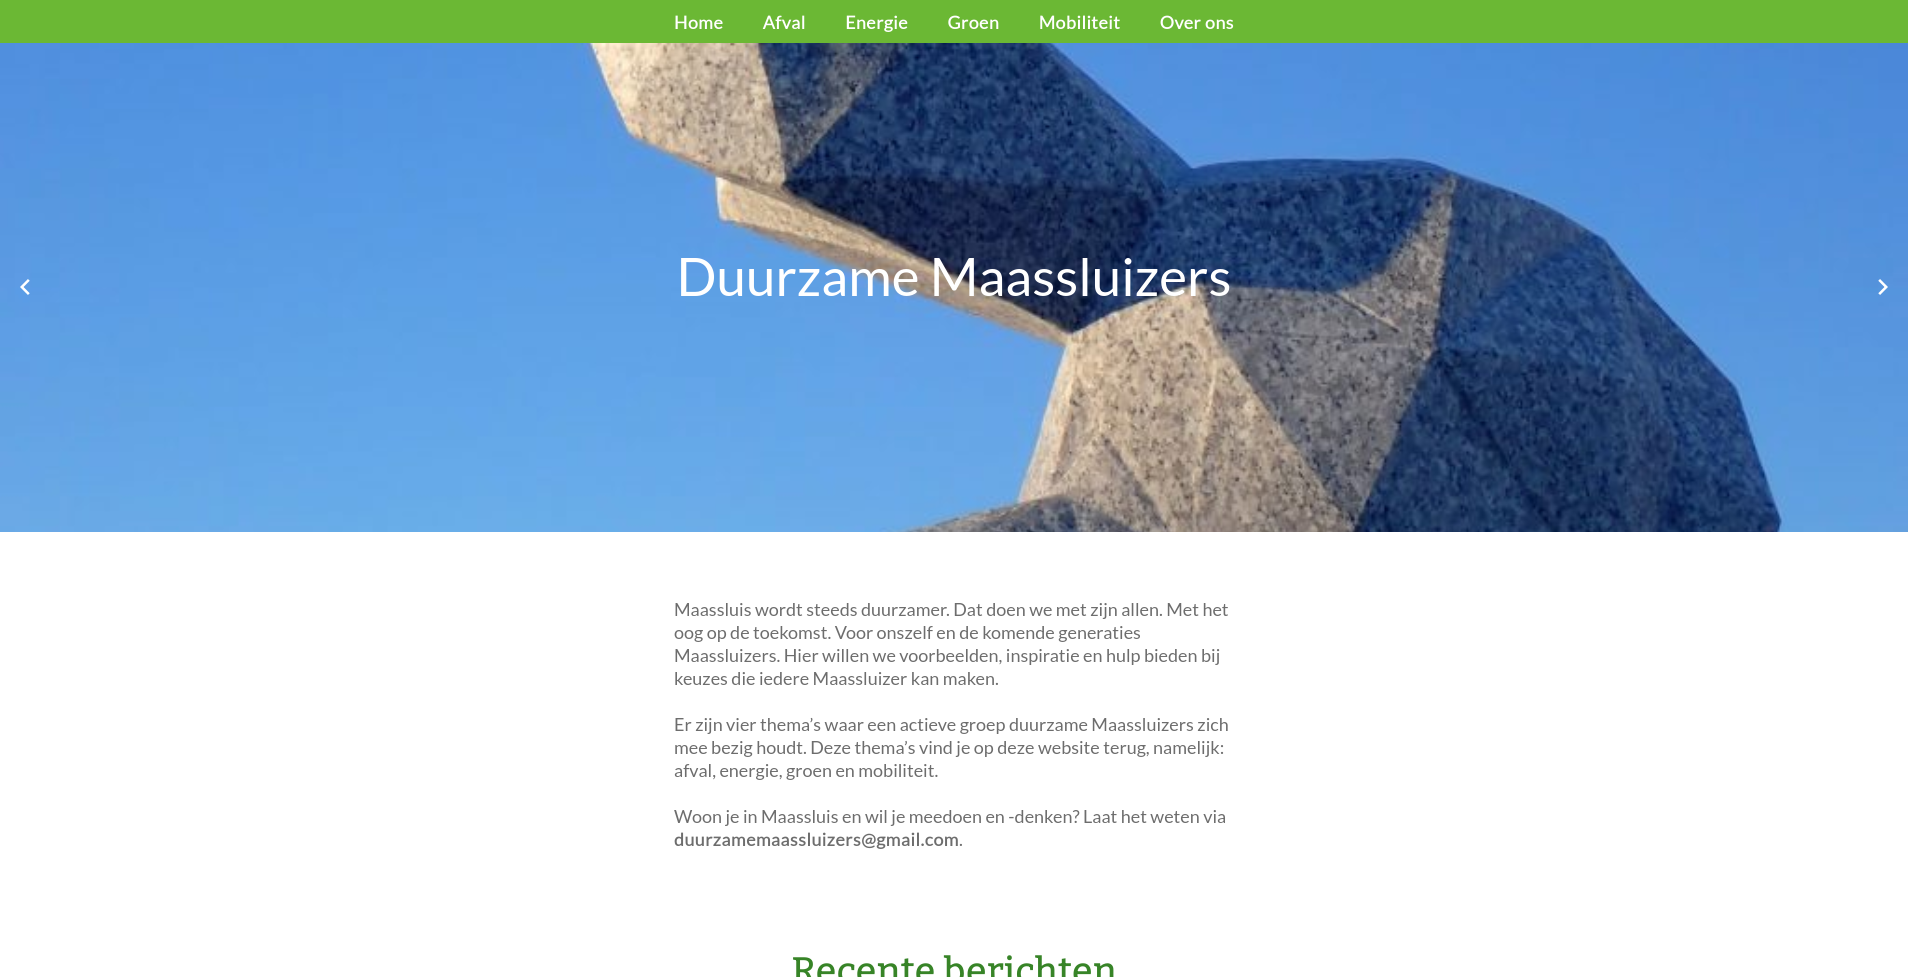 Home Afval Energie Groen Mobiliteit Over ons
Duurzame Maassluizers
Maassluis wordt steeds duurzamer. Dat doen we met zijn allen. Met het
oog op de toekomst. Voor onszelf en de komende generaties
Maassluizers. Hier willen we voorbeelden, inspiratie en hulp bieden bij
keuzes die iedere Maassluizer kan maken.
Er zijn vier thema’s waar een actieve groep duurzame Maassluizers zich
mee bezig houdt. Deze thema’s vind je op deze website terug, namelijk:
afval, energie, groen en mobiliteit.
Woon je in Maassluis en wil je meedoen en -denken? Laat het weten via
duurzamemaassluizers@gmail.com.
Recente berichten